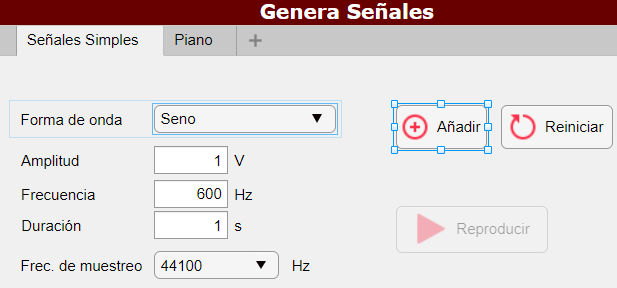 Genera Señales
Señales Simples Piano +
Forma de onda Seno Añadir Reiniciar
Amplitud 1 V
Frecuencia 600 Hz
Duración 1 s Reproducir
Frec. de muestreo 44100 Hz